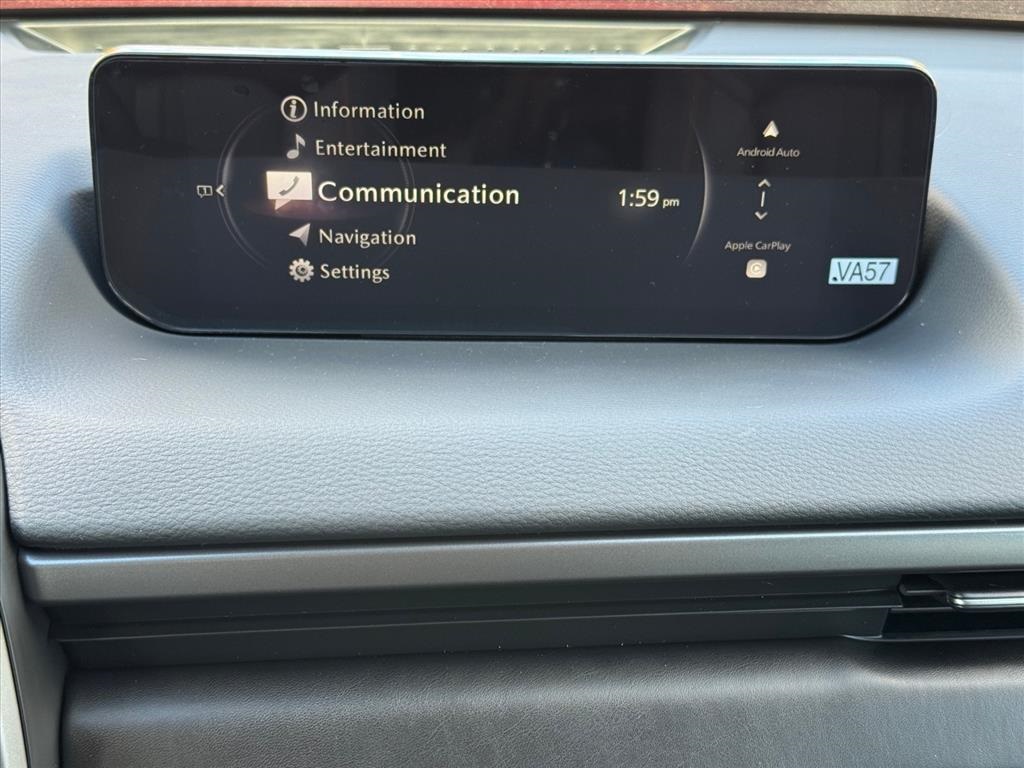 Information
Entertainment
Communication
Navigation
Settings
1:59 pm
Android Auto
Apple CarPlay
.VA57